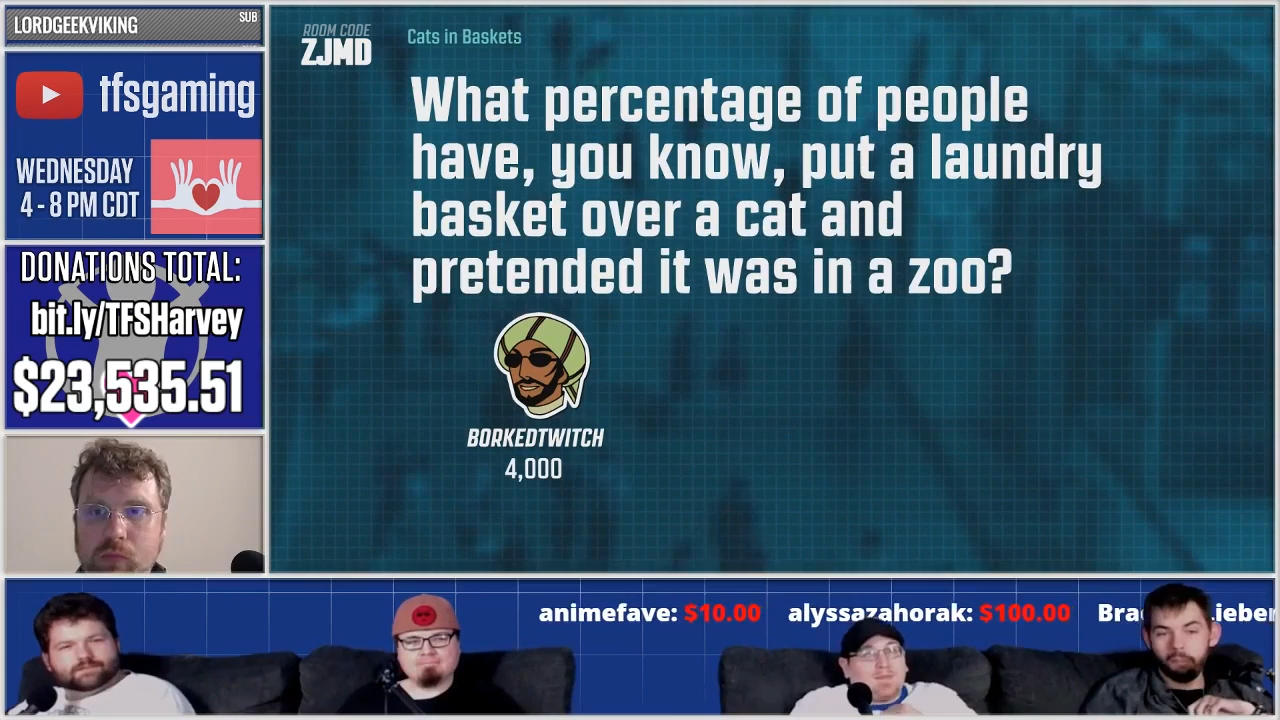 LORDGEEKVIKING
SUB
tfsgaming
WEDNESDAY
4 - 8 PM CDT
DONATIONS TOTAL:
bit.ly/TFSHarvey
$23,535.51
ROOM CODE
ZJMD
Cats in Baskets
What percentage of people
have, you know, put a laundry
basket over a cat and
pretended it was in a zoo?
BORKEDTWITCH
4,000
animefave: $10.00 alyssazahorak: $100.00